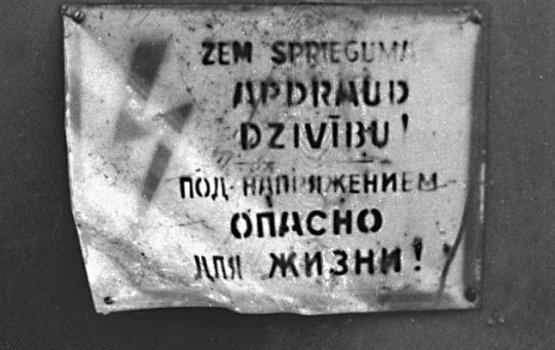 ZEM SPRIEGUMA
APDRAUD
DZIVĪBU!
ПОД НАПРЯЖЕНИЕМ
ОПАСНО
ДЛЯ ЖИЗНИ!